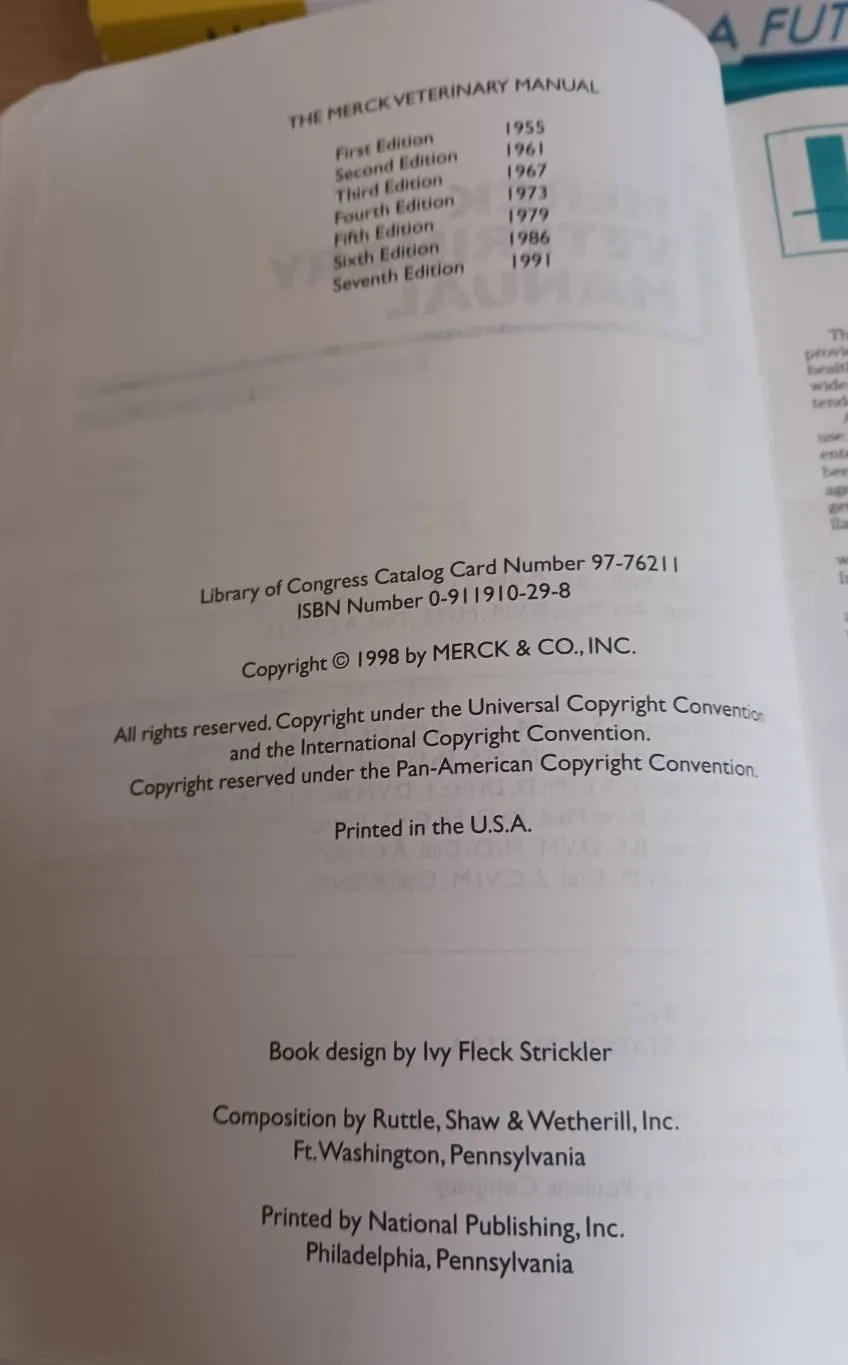 A FUT
THE MERCK VETERINARY MANUAL
First Edition 1955
Second Edition 1961
Third Edition 1967
Fourth Edition 1973
Fifth Edition 1979
Sixth Edition 1986
Seventh Edition 1991
Library of Congress Catalog Card Number 97-76211
ISBN Number 0-911910-29-8
Copyright © 1998 by MERCK & CO., INC.
All rights reserved. Copyright under the Universal Copyright Convention
and the International Copyright Convention.
Copyright reserved under the Pan-American Copyright Convention.
Printed in the U.S.A.
Book design by Ivy Fleck Strickler
Composition by Ruttle, Shaw & Wetherill, Inc.
Ft. Washington, Pennsylvania
Printed by National Publishing, Inc.
Philadelphia, Pennsylvania